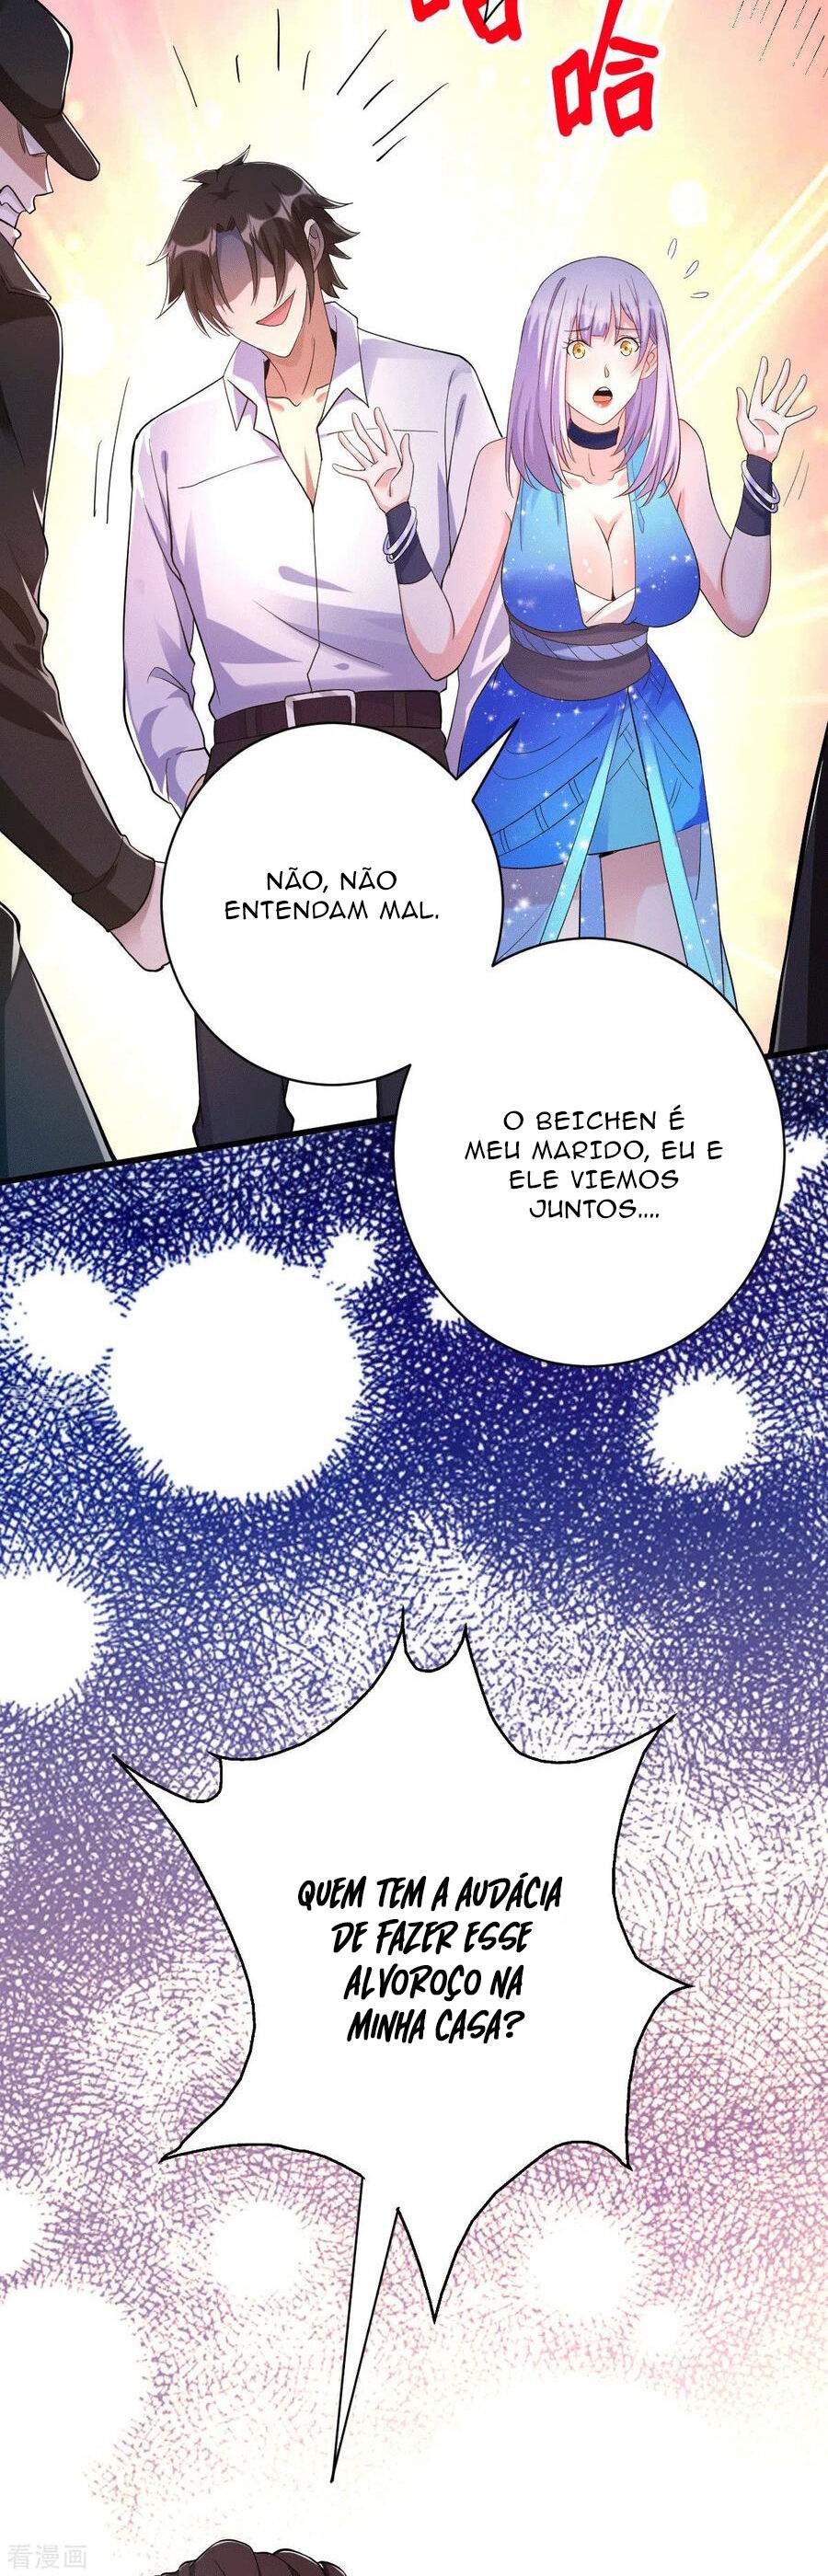 哈
哈
NÃO, NÃO
ENTENDAM MAL.
O BEICHEN É
MEU MARIDO, EU E
ELE VIEMOS
JUNTOS....
QUEM TEM A AUDÁCIA
DE FAZER ESSE
ALVOROÇO NA
MINHA CASA?
看漫画